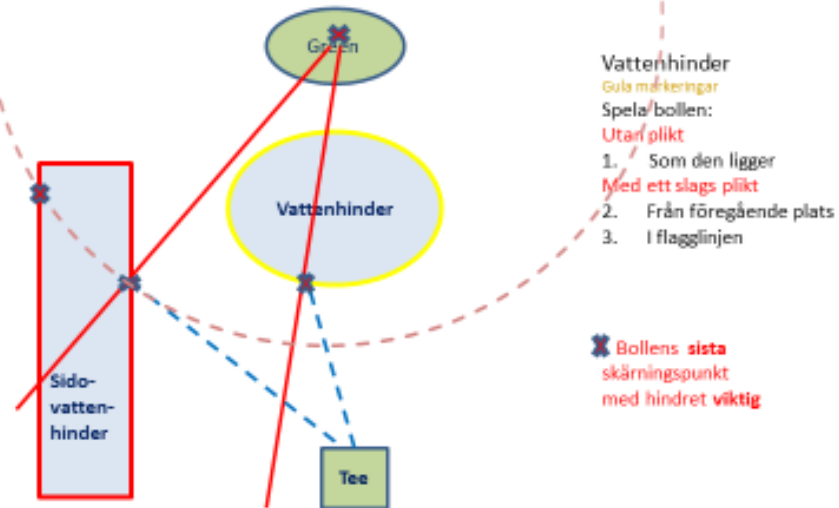 Green
Vattenhinder
Sido-
vatten-
hinder
Tee
Vattenhinder
Gula markeringar
Spela bollen:
Utan plikt
1. Som den ligger
Med ett slags plikt
2. Från föregående plats
3. I flagglinjen
Bollens sista
skärningspunkt
med hindret viktig